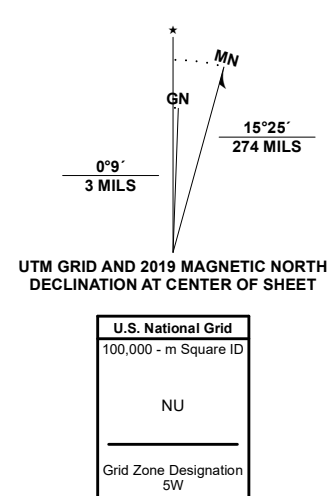 ★
MN
GN
15°25´
274 MILS
0°9´
3 MILS
UTM GRID AND 2019 MAGNETIC NORTH
DECLINATION AT CENTER OF SHEET
U.S. National Grid
100,000 - m Square ID
NU
Grid Zone Designation
5W